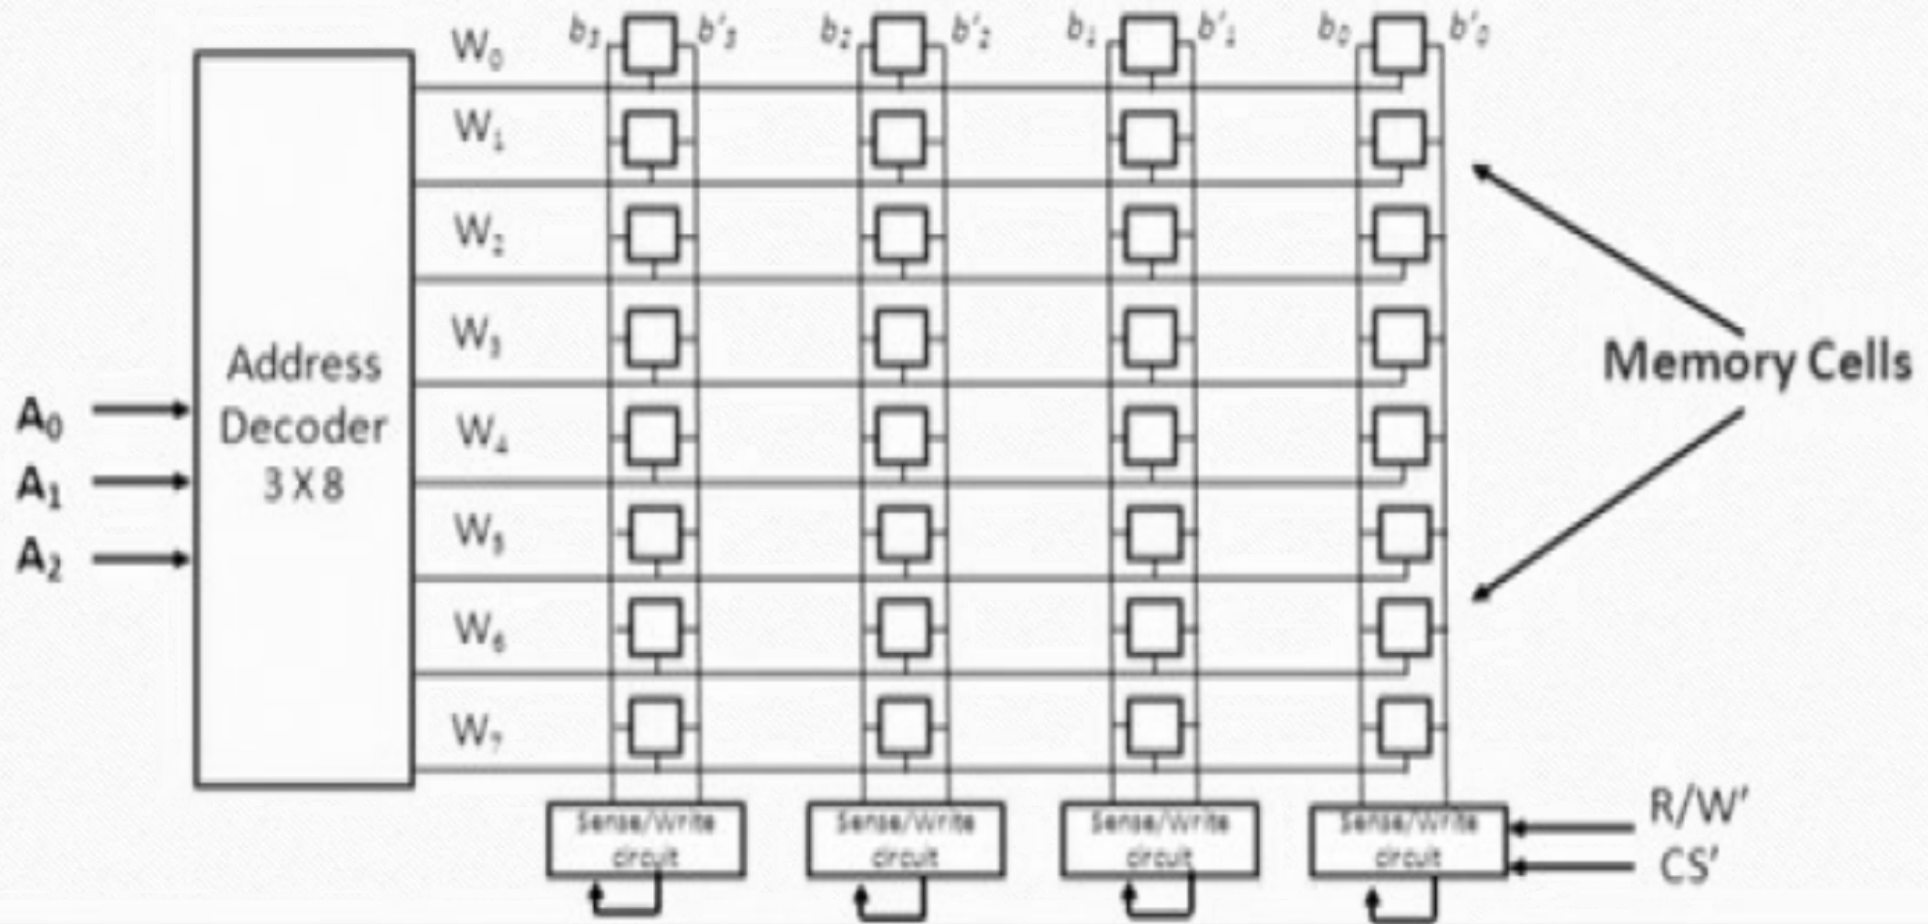 W₀ b₃ b'₃ b₂ b'₂ b₁ b'₁ b₀ b'₀
W₁
W₂
W₃
W₄
W₅
W₆
W₇
Address
Decoder
3 X 8
A₀
A₁
A₂
Memory Cells
Sense/Write
circuit
Sense/Write
circuit
Sense/Write
circuit
Sense/Write
circuit
R/W'
CS'